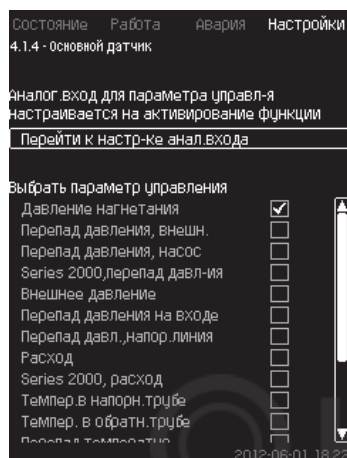 Состояние Работа Авария Настройки
4.1.4 - Основной датчик
Аналог.вход для параметра управл-я
настраивается на активирование функции
Перейти к настр-ке анал.входа
Выбрать параметр управления
Давление нагнетания
Перепад давления, внешн.
Перепад давления, насос
Series 2000,перепад давл-ия
Внешнее давление
Перепад давления на входе
Перепад давл.,напор.линия
Расход
Series 2000, расход
Темпер.в напорн.трубе
Темпер. в обратн.трубе
Перепад температур
2012-06-01 18:22